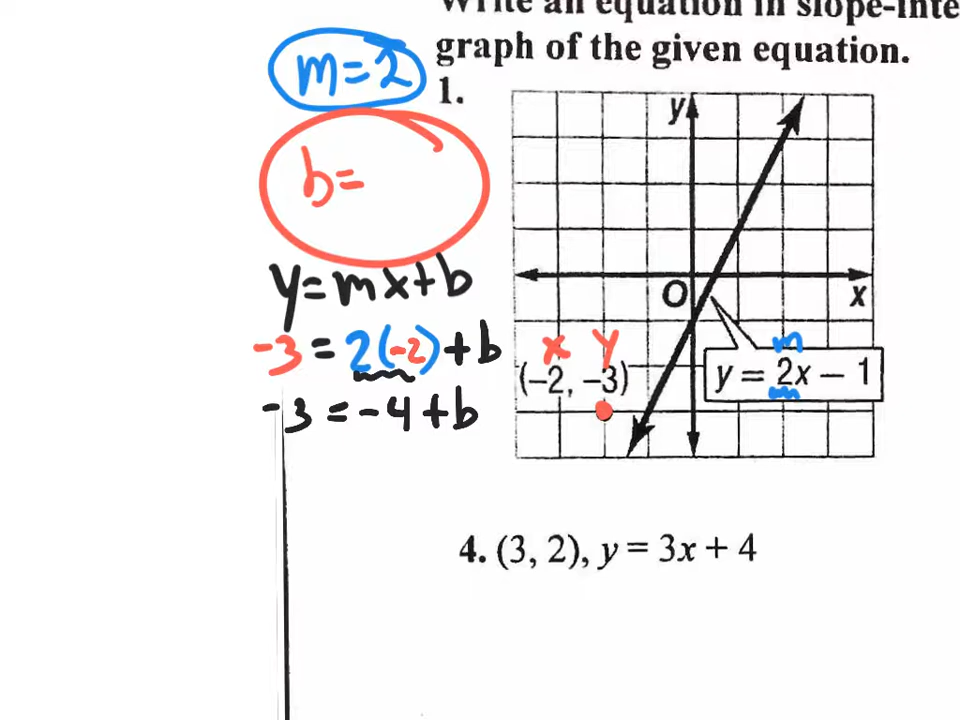 Write an equation in slope-inte
graph of the given equation.
m=2
1.
y
b=
O
x
y=mx+b
-3 = 2(-2)+b
x y
m
(−2, −3)
y = 2x − 1
-3 = -4 + b
4. (3, 2), y = 3x + 4